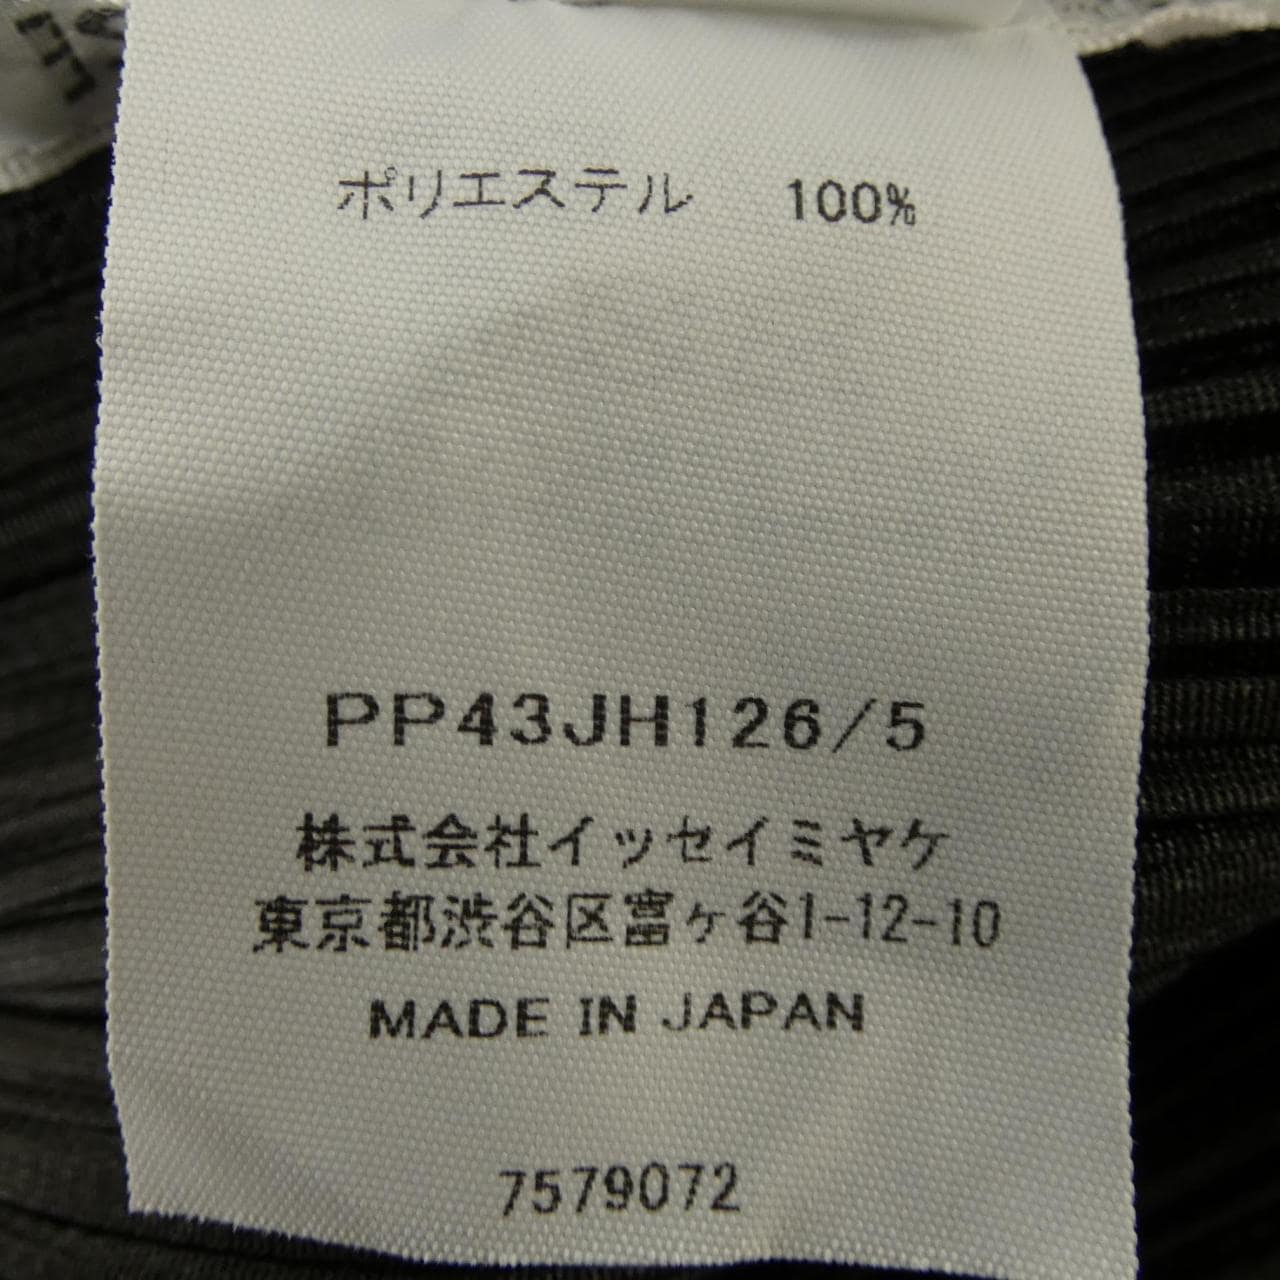 ポリエステル 100%
PP43JH126/5
株式会社イッセイミヤケ
東京都渋谷区富ヶ谷1-12-10
MADE IN JAPAN
7579072